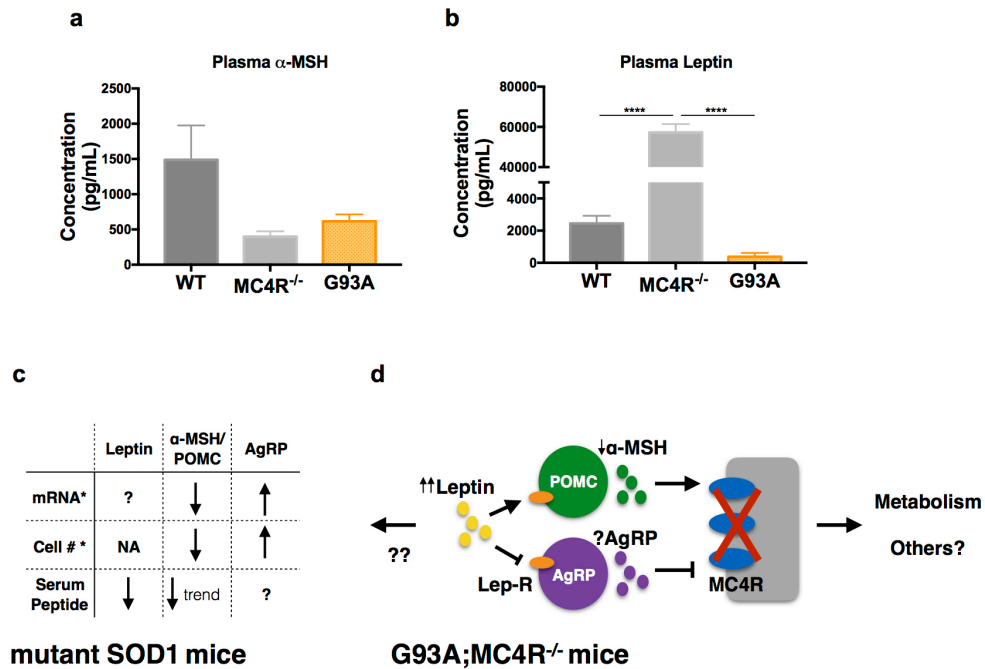 a
Plasma α-MSH
Concentration
(pg/mL)
2500
2000
1500
1000
500
0
WT
MC4R-/-
G93A
b
Plasma Leptin
Concentration
(pg/mL)
80000
60000
40000
4000
2000
0
****
****
WT
MC4R-/-
G93A
c
Leptin
α-MSH/
POMC
AgRP
mRNA*
?
↓
↑
Cell # *
NA
↓
↑
Serum
Peptide
↓
↓ trend
?
mutant SOD1 mice
d
↓α-MSH
POMC
↑↑Leptin
??
?AgRP
Lep-R
AgRP
MC4R
Metabolism
Others?
G93A;MC4R-/- mice